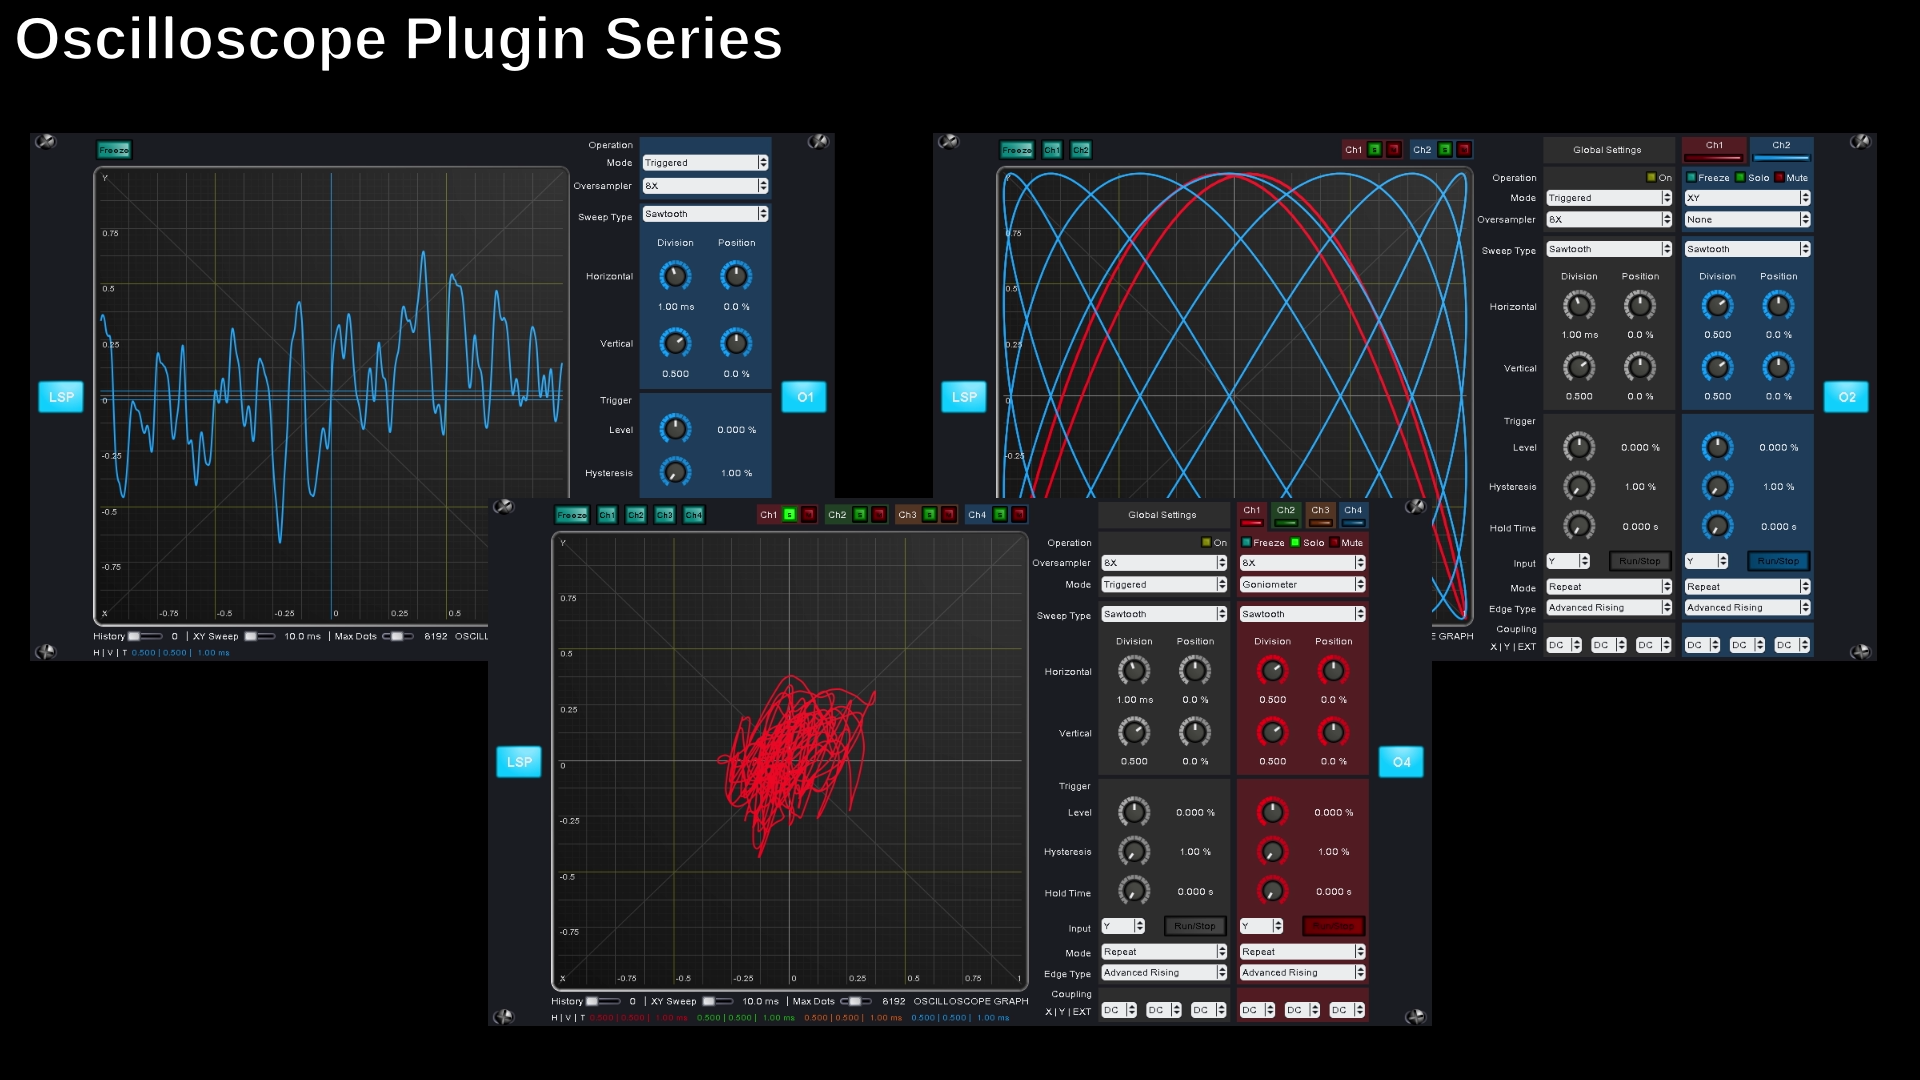 Oscilloscope Plugin Series
Freeze
Operation
Mode Triggered
Oversampler 8X
Sweep Type Sawtooth
Division Position
Horizontal
1.00 ms 0.0 %
Vertical
0.500 0.0 %
Trigger
Level 0.000 %
Hysteresis 1.00 %
LSP
O1
Y
0.75
0.5
0.25
0
-0.25
-0.5
-0.75
X -0.75 -0.5 -0.25 0 0.25 0.5
History 0 | XY Sweep 10.0 ms | Max Dots 8192 OSCILL
H | V | T 0.500 | 0.500 | 1.00 ms
Freeze Ch1 Ch2
Ch1 S Ch2 S
Global Settings Ch1 Ch2
Operation On Freeze Solo Mute
Mode Triggered XY
Oversampler 8X None
Sweep Type Sawtooth Sawtooth
Division Position Division Position
Horizontal
1.00 ms 0.0 % 0.500 0.0 %
Vertical
0.500 0.0 % 0.500 0.0 %
Trigger
Level 0.000 % 0.000 %
Hysteresis 1.00 % 1.00 %
Hold Time 0.000 s 0.000 s
Input Y Run/Stop Y Run/Stop
Mode Repeat Repeat
Edge Type Advanced Rising Advanced Rising
Coupling
X | Y | EXT DC DC DC DC DC DC
LSP
O2
0.75
0.5
0.25
0
-0.25
E GRAPH
Freeze Ch1 Ch2 Ch3 Ch4
Ch1 S Ch2 S Ch3 S Ch4 S
Global Settings Ch1 Ch2 Ch3 Ch4
Operation On Freeze Solo Mute
Oversampler 8X 8X
Mode Triggered Goniometer
Sweep Type Sawtooth Sawtooth
Division Position Division Position
Horizontal
1.00 ms 0.0 % 0.500 0.0 %
Vertical
0.500 0.0 % 0.500 0.0 %
Trigger
Level 0.000 % 0.000 %
Hysteresis 1.00 % 1.00 %
Hold Time 0.000 s 0.000 s
Input Y Run/Stop Y Run/Stop
Mode Repeat Repeat
Edge Type Advanced Rising Advanced Rising
Coupling
X | Y | EXT DC DC DC DC DC DC
LSP
O4
Y
0.75
0.5
0.25
0
-0.25
-0.5
-0.75
X -0.75 -0.5 -0.25 0 0.25 0.5 0.75 1
History 0 | XY Sweep 10.0 ms | Max Dots 8192 OSCILLOSCOPE GRAPH
H | V | T 0.500 | 0.500 | 1.00 ms 0.500 | 0.500 | 1.00 ms 0.500 | 0.500 | 1.00 ms 0.500 | 0.500 | 1.00 ms